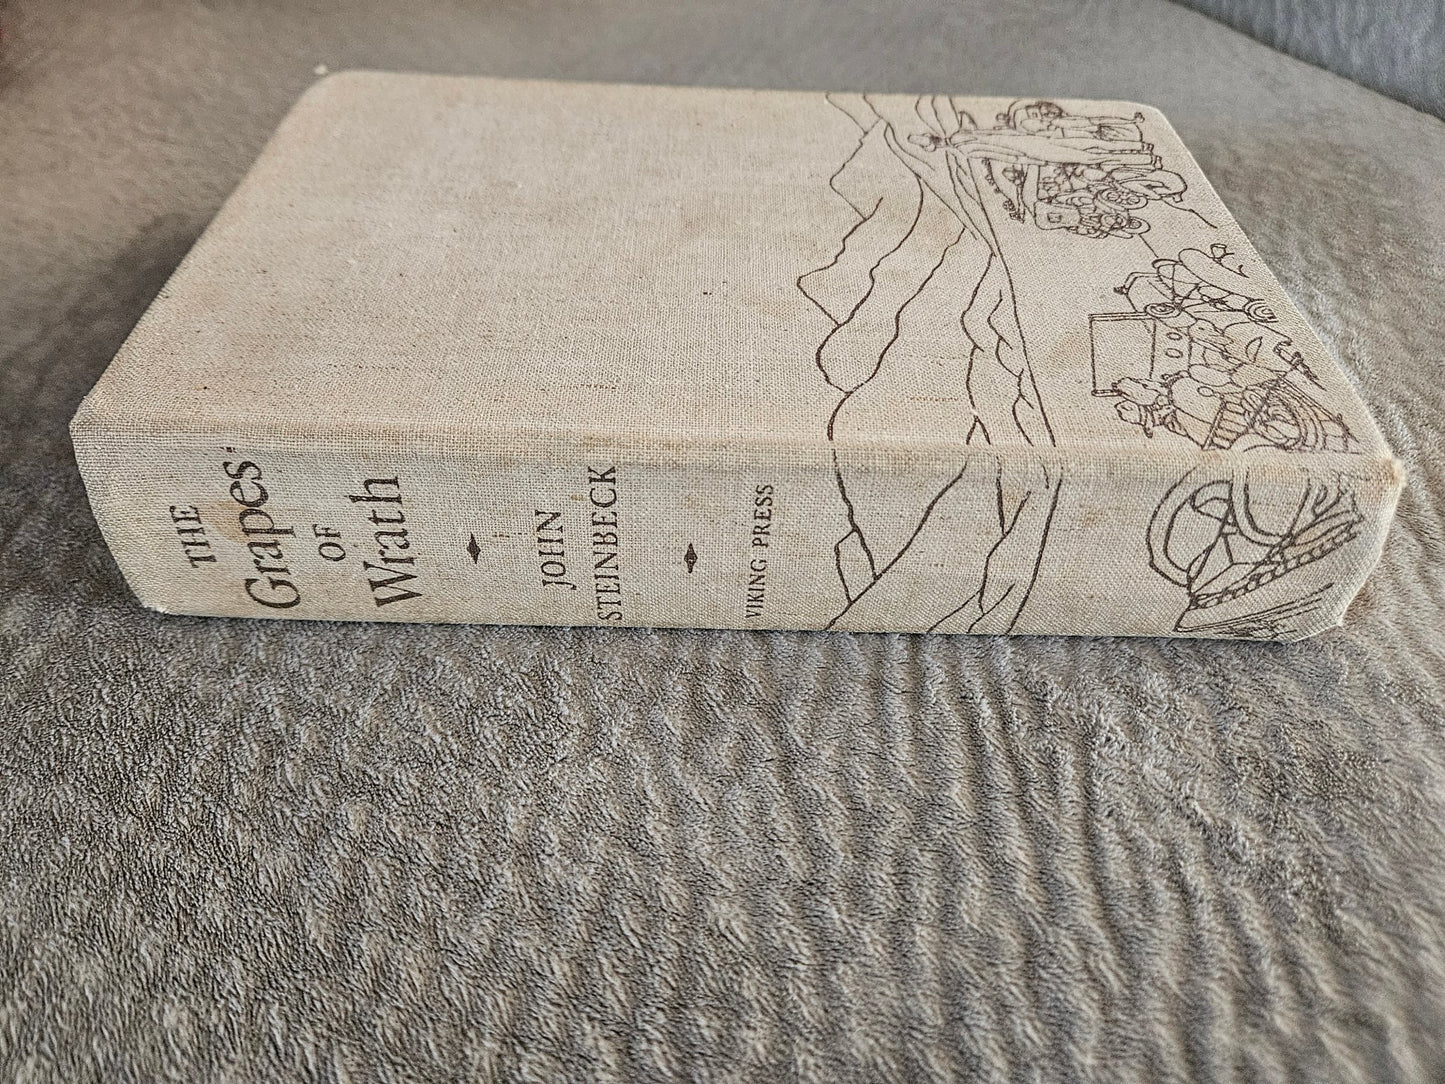 THE
Grapes
OF
Wrath
JOHN
STEINBECK
VIKING PRESS